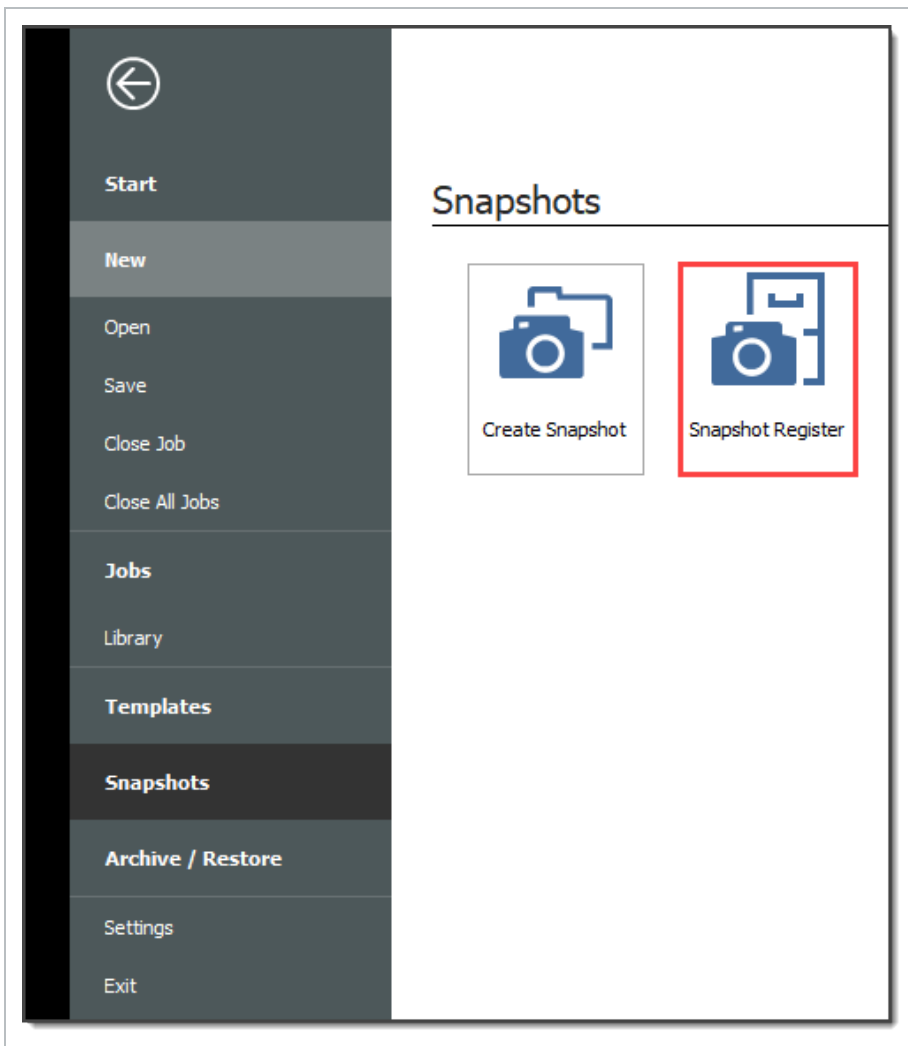 Start
New
Open
Save
Close Job
Close All Jobs
Jobs
Library
Templates
Snapshots
Archive / Restore
Settings
Exit
Snapshots
Create Snapshot
Snapshot Register